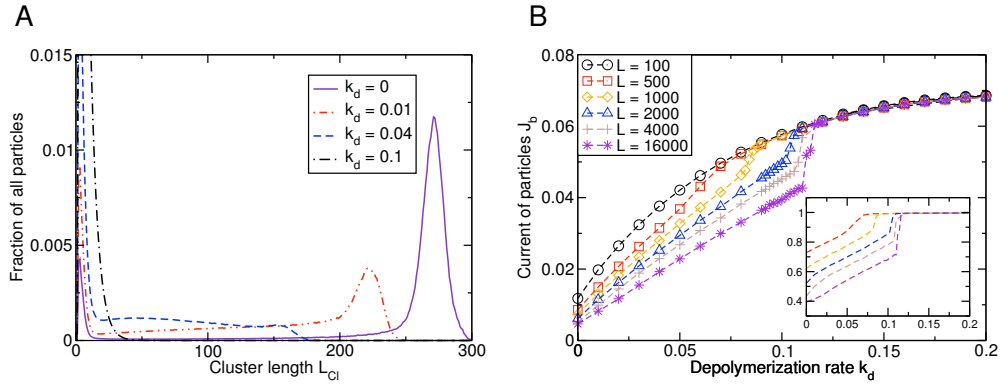 A
Fraction of all particles
0.015
0.01
0.005
0
0
100
200
300
Cluster length L_Cl
k_d = 0
k_d = 0.01
k_d = 0.04
k_d = 0.1
B
Current of particles J_b
0.08
0.06
0.04
0.02
0.00
0
0.05
0.1
0.15
0.2
Depolymerization rate k_d
L = 100
L = 500
L = 1000
L = 2000
L = 4000
L = 16000
1
0.8
0.6
0.4
0
0.05
0.1
0.15
0.2